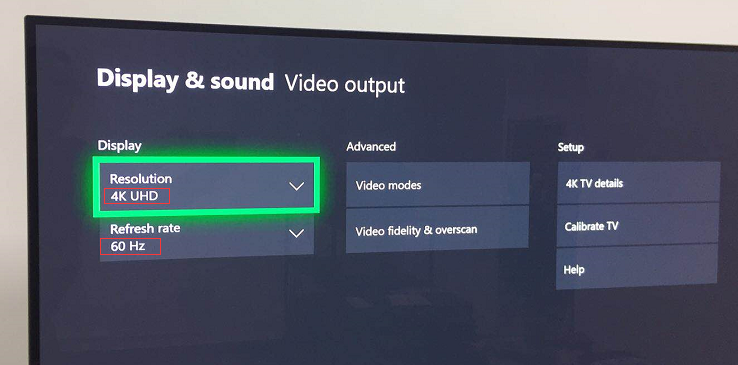 Display & sound Video output
Display
Resolution
4K UHD
Refresh rate
60 Hz
Advanced
Video modes
Video fidelity & overscan
Setup
4K TV details
Calibrate TV
Help